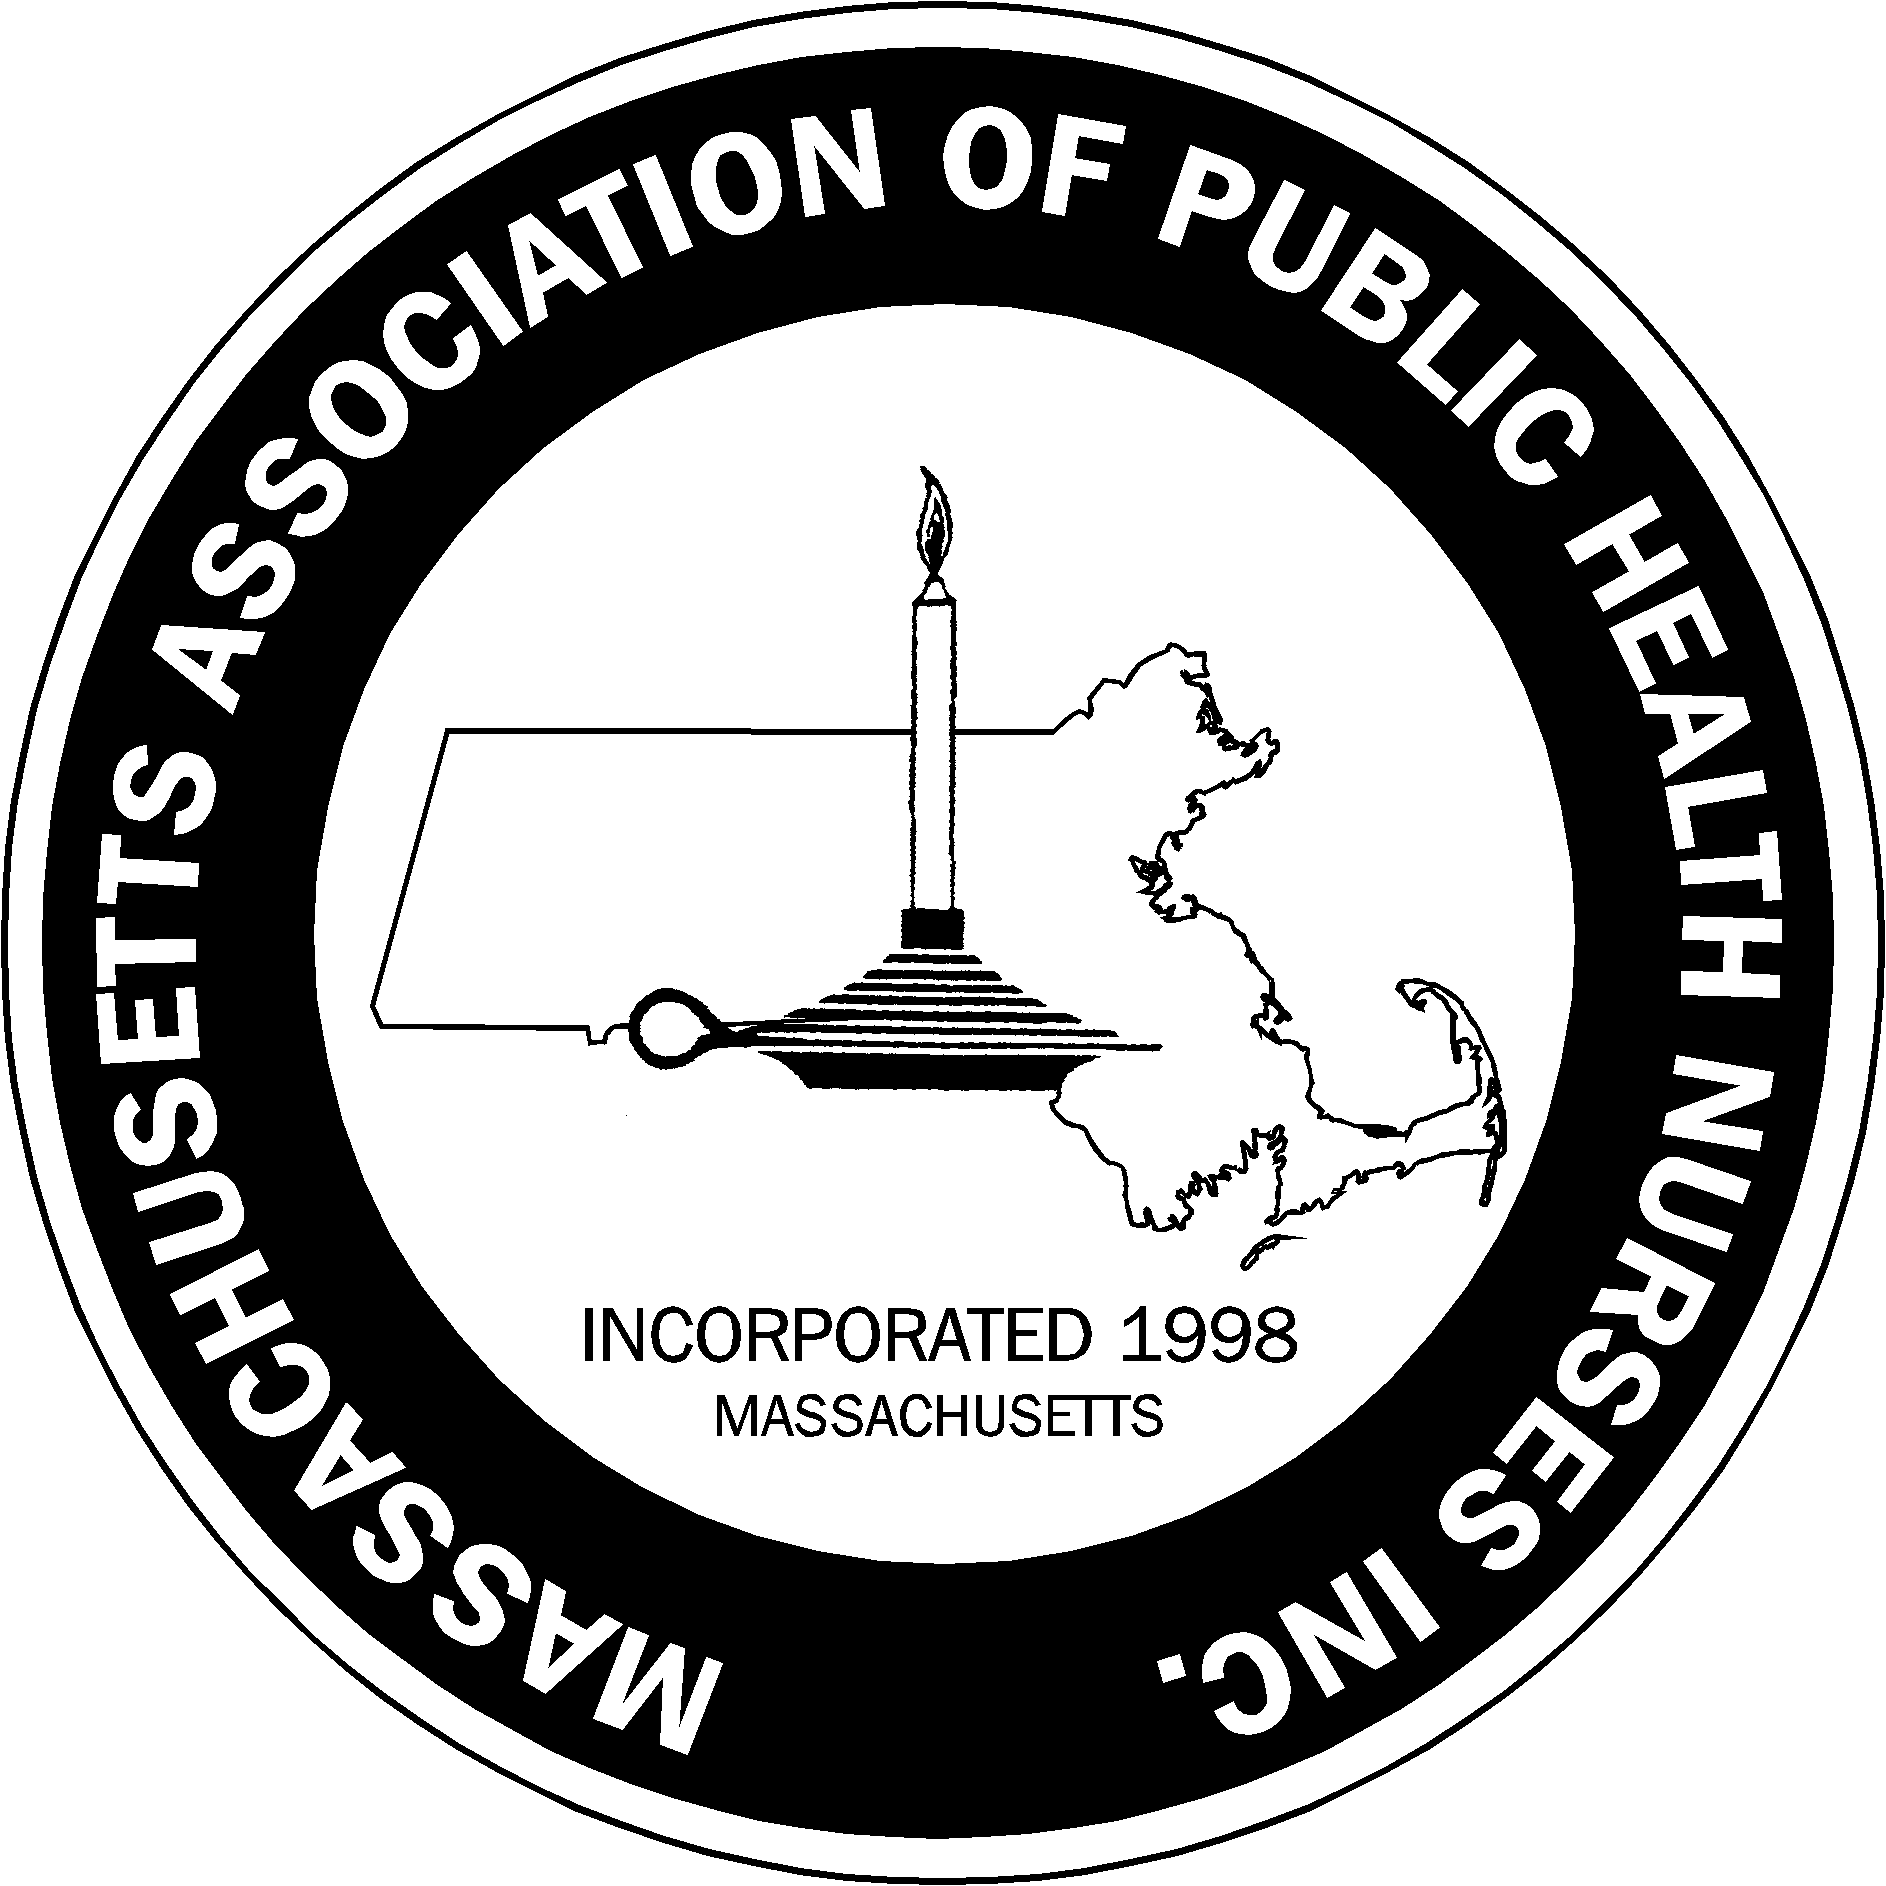 MASSACHUSETTS ASSOCIATION OF PUBLIC HEALTH NURSES INC.
INCORPORATED 1998
MASSACHUSETTS